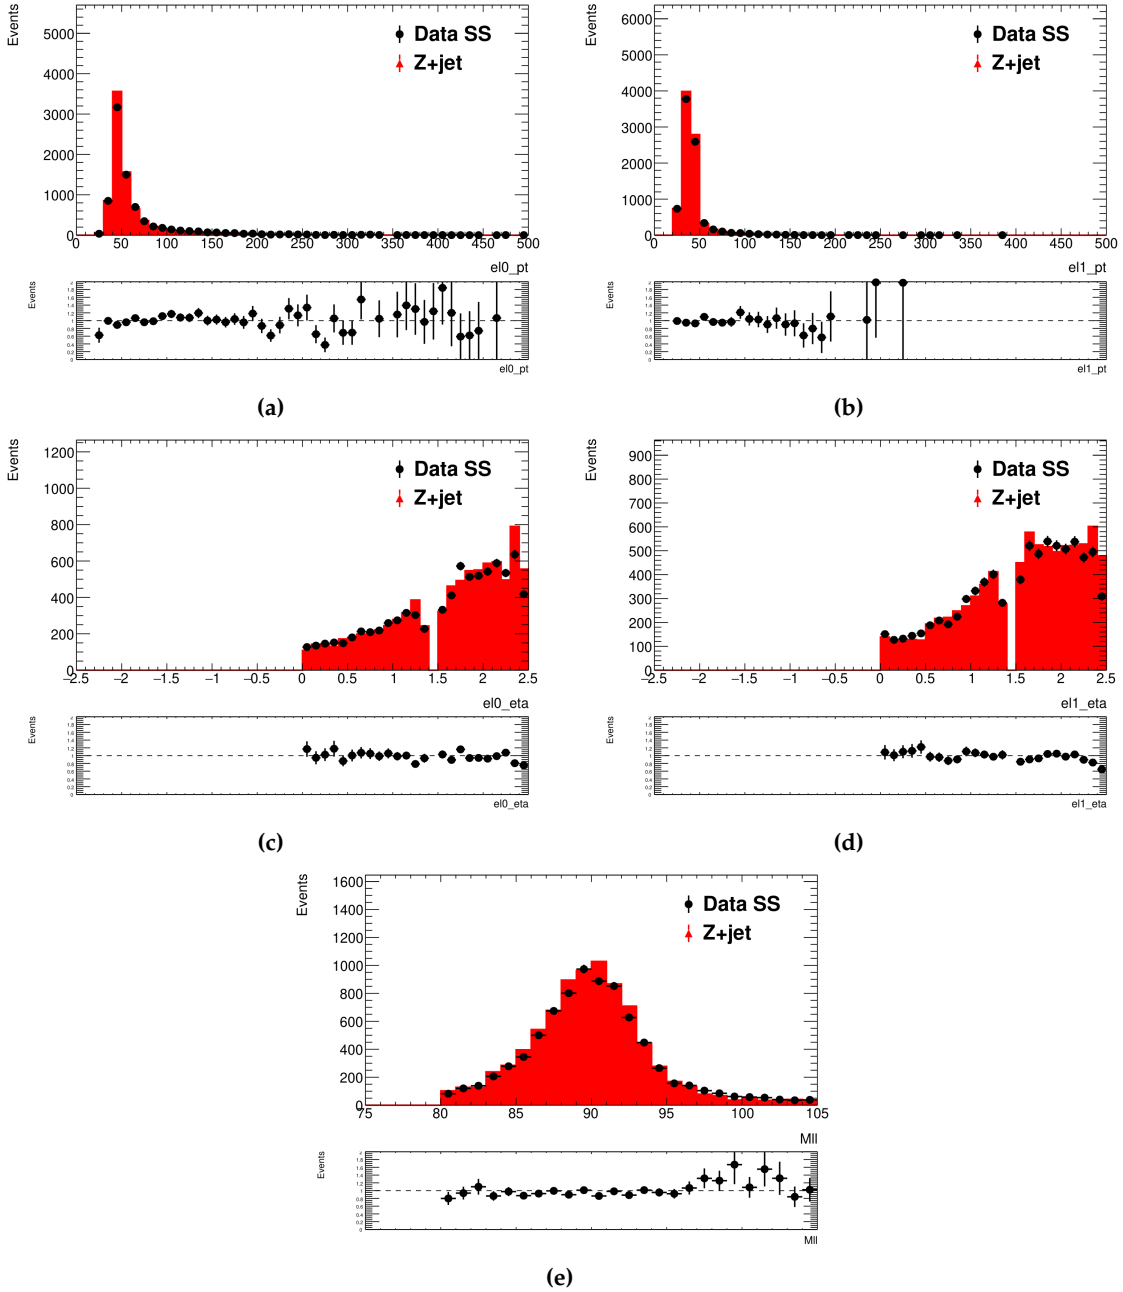 Events
Data SS
Z+jet
5000
4000
3000
2000
1000
0
0 50 100 150 200 250 300 350 400 450 500
el0_pt
Events
el0_pt
(a)
Events
Data SS
Z+jet
6000
5000
4000
3000
2000
1000
0
0 50 100 150 200 250 300 350 400 450 500
el1_pt
Events
el1_pt
(b)
Events
Data SS
Z+jet
1200
1000
800
600
400
200
0
−2.5 −2 −1.5 −1 −0.5 0 0.5 1 1.5 2 2.5
el0_eta
Events
el0_eta
(c)
Events
Data SS
Z+jet
900
800
700
600
500
400
300
200
100
0
−2.5 −2 −1.5 −1 −0.5 0 0.5 1 1.5 2 2.5
el1_eta
Events
el1_eta
(d)
Events
Data SS
Z+jet
1600
1400
1200
1000
800
600
400
200
0
75 80 85 90 95 100 105
Mll
Events
Mll
(e)